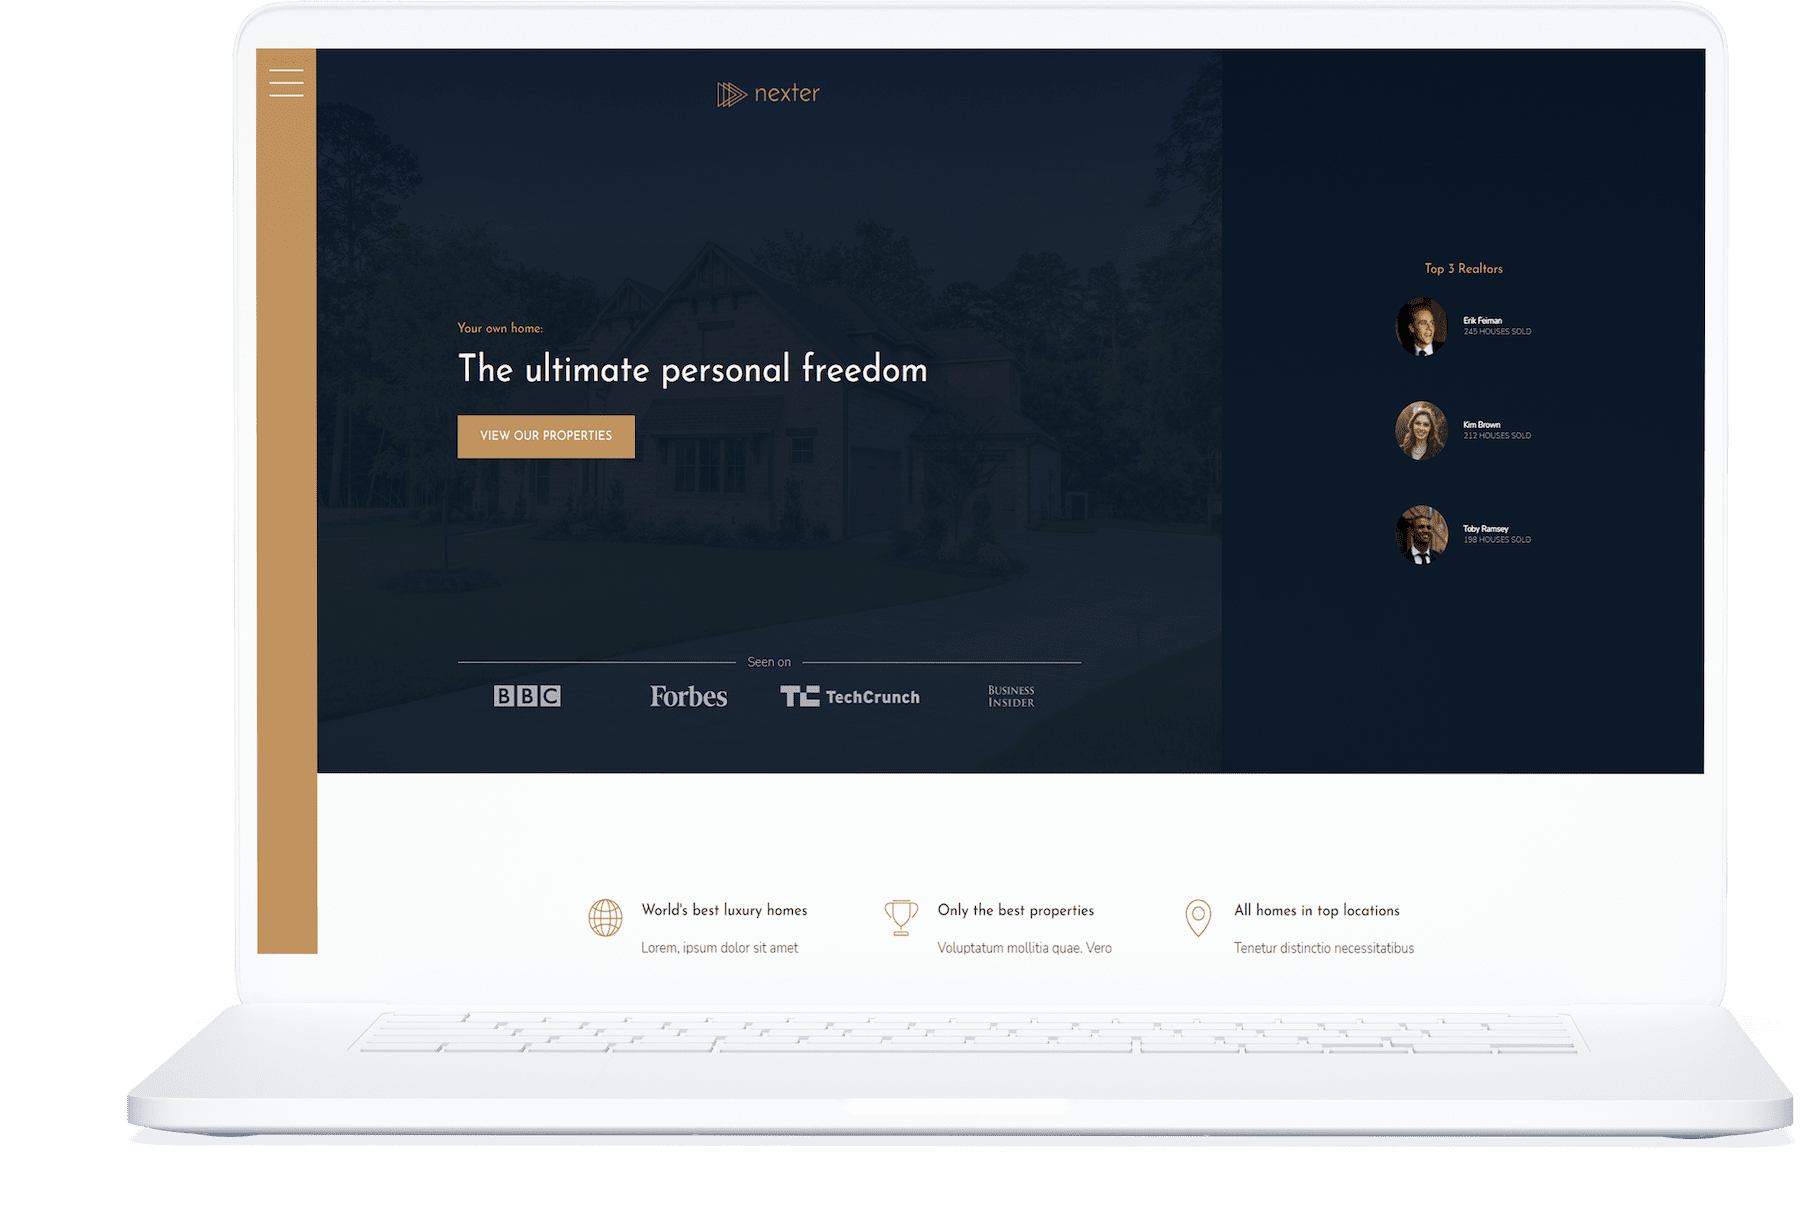 nexter
Your own home:
The ultimate personal freedom
VIEW OUR PROPERTIES
Seen on
BBC
Forbes
TC TechCrunch
BUSINESS
INSIDER
Top 3 Realtors
Erik Feiman
245 HOUSES SOLD
Kim Brown
212 HOUSES SOLD
Toby Ramsey
198 HOUSES SOLD
World's best luxury homes
Lorem, ipsum dolor sit amet
Only the best properties
Voluptatum mollitia quae. Vero
All homes in top locations
Tenetur distinctio necessitatibus